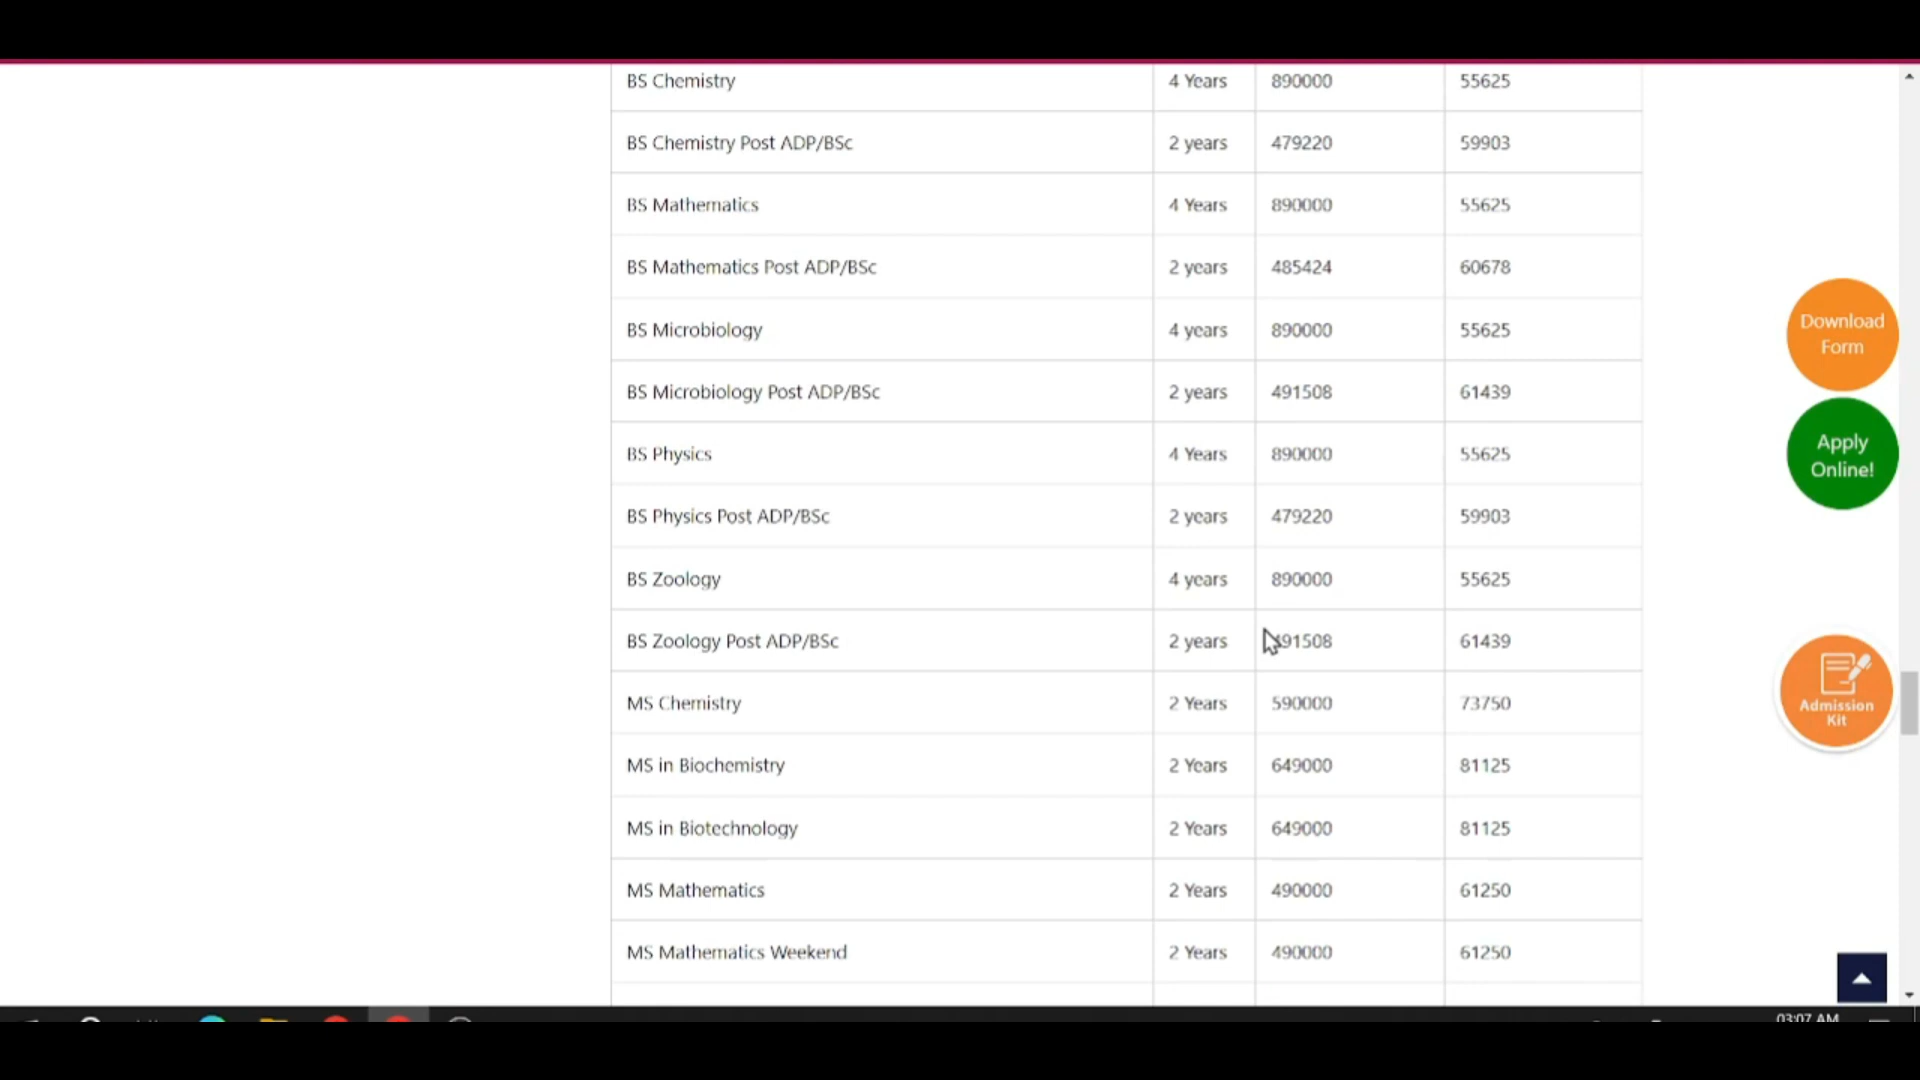 BS Chemistry 4 Years 890000 55625
BS Chemistry Post ADP/BSc 2 years 479220 59903
BS Mathematics 4 Years 890000 55625
BS Mathematics Post ADP/BSc 2 years 485424 60678
BS Microbiology 4 years 890000 55625
BS Microbiology Post ADP/BSc 2 years 491508 61439
BS Physics 4 Years 890000 55625
BS Physics Post ADP/BSc 2 years 479220 59903
BS Zoology 4 years 890000 55625
BS Zoology Post ADP/BSc 2 years 61439
MS Chemistry 2 Years 590000 73750
MS in Biochemistry 2 Years 649000 81125
MS in Biotechnology 2 Years 649000 81125
MS Mathematics 2 Years 490000 61250
MS Mathematics Weekend 2 Years 490000 61250
Download
Form
Apply
Online!
Admission
Kit
03:07 AM